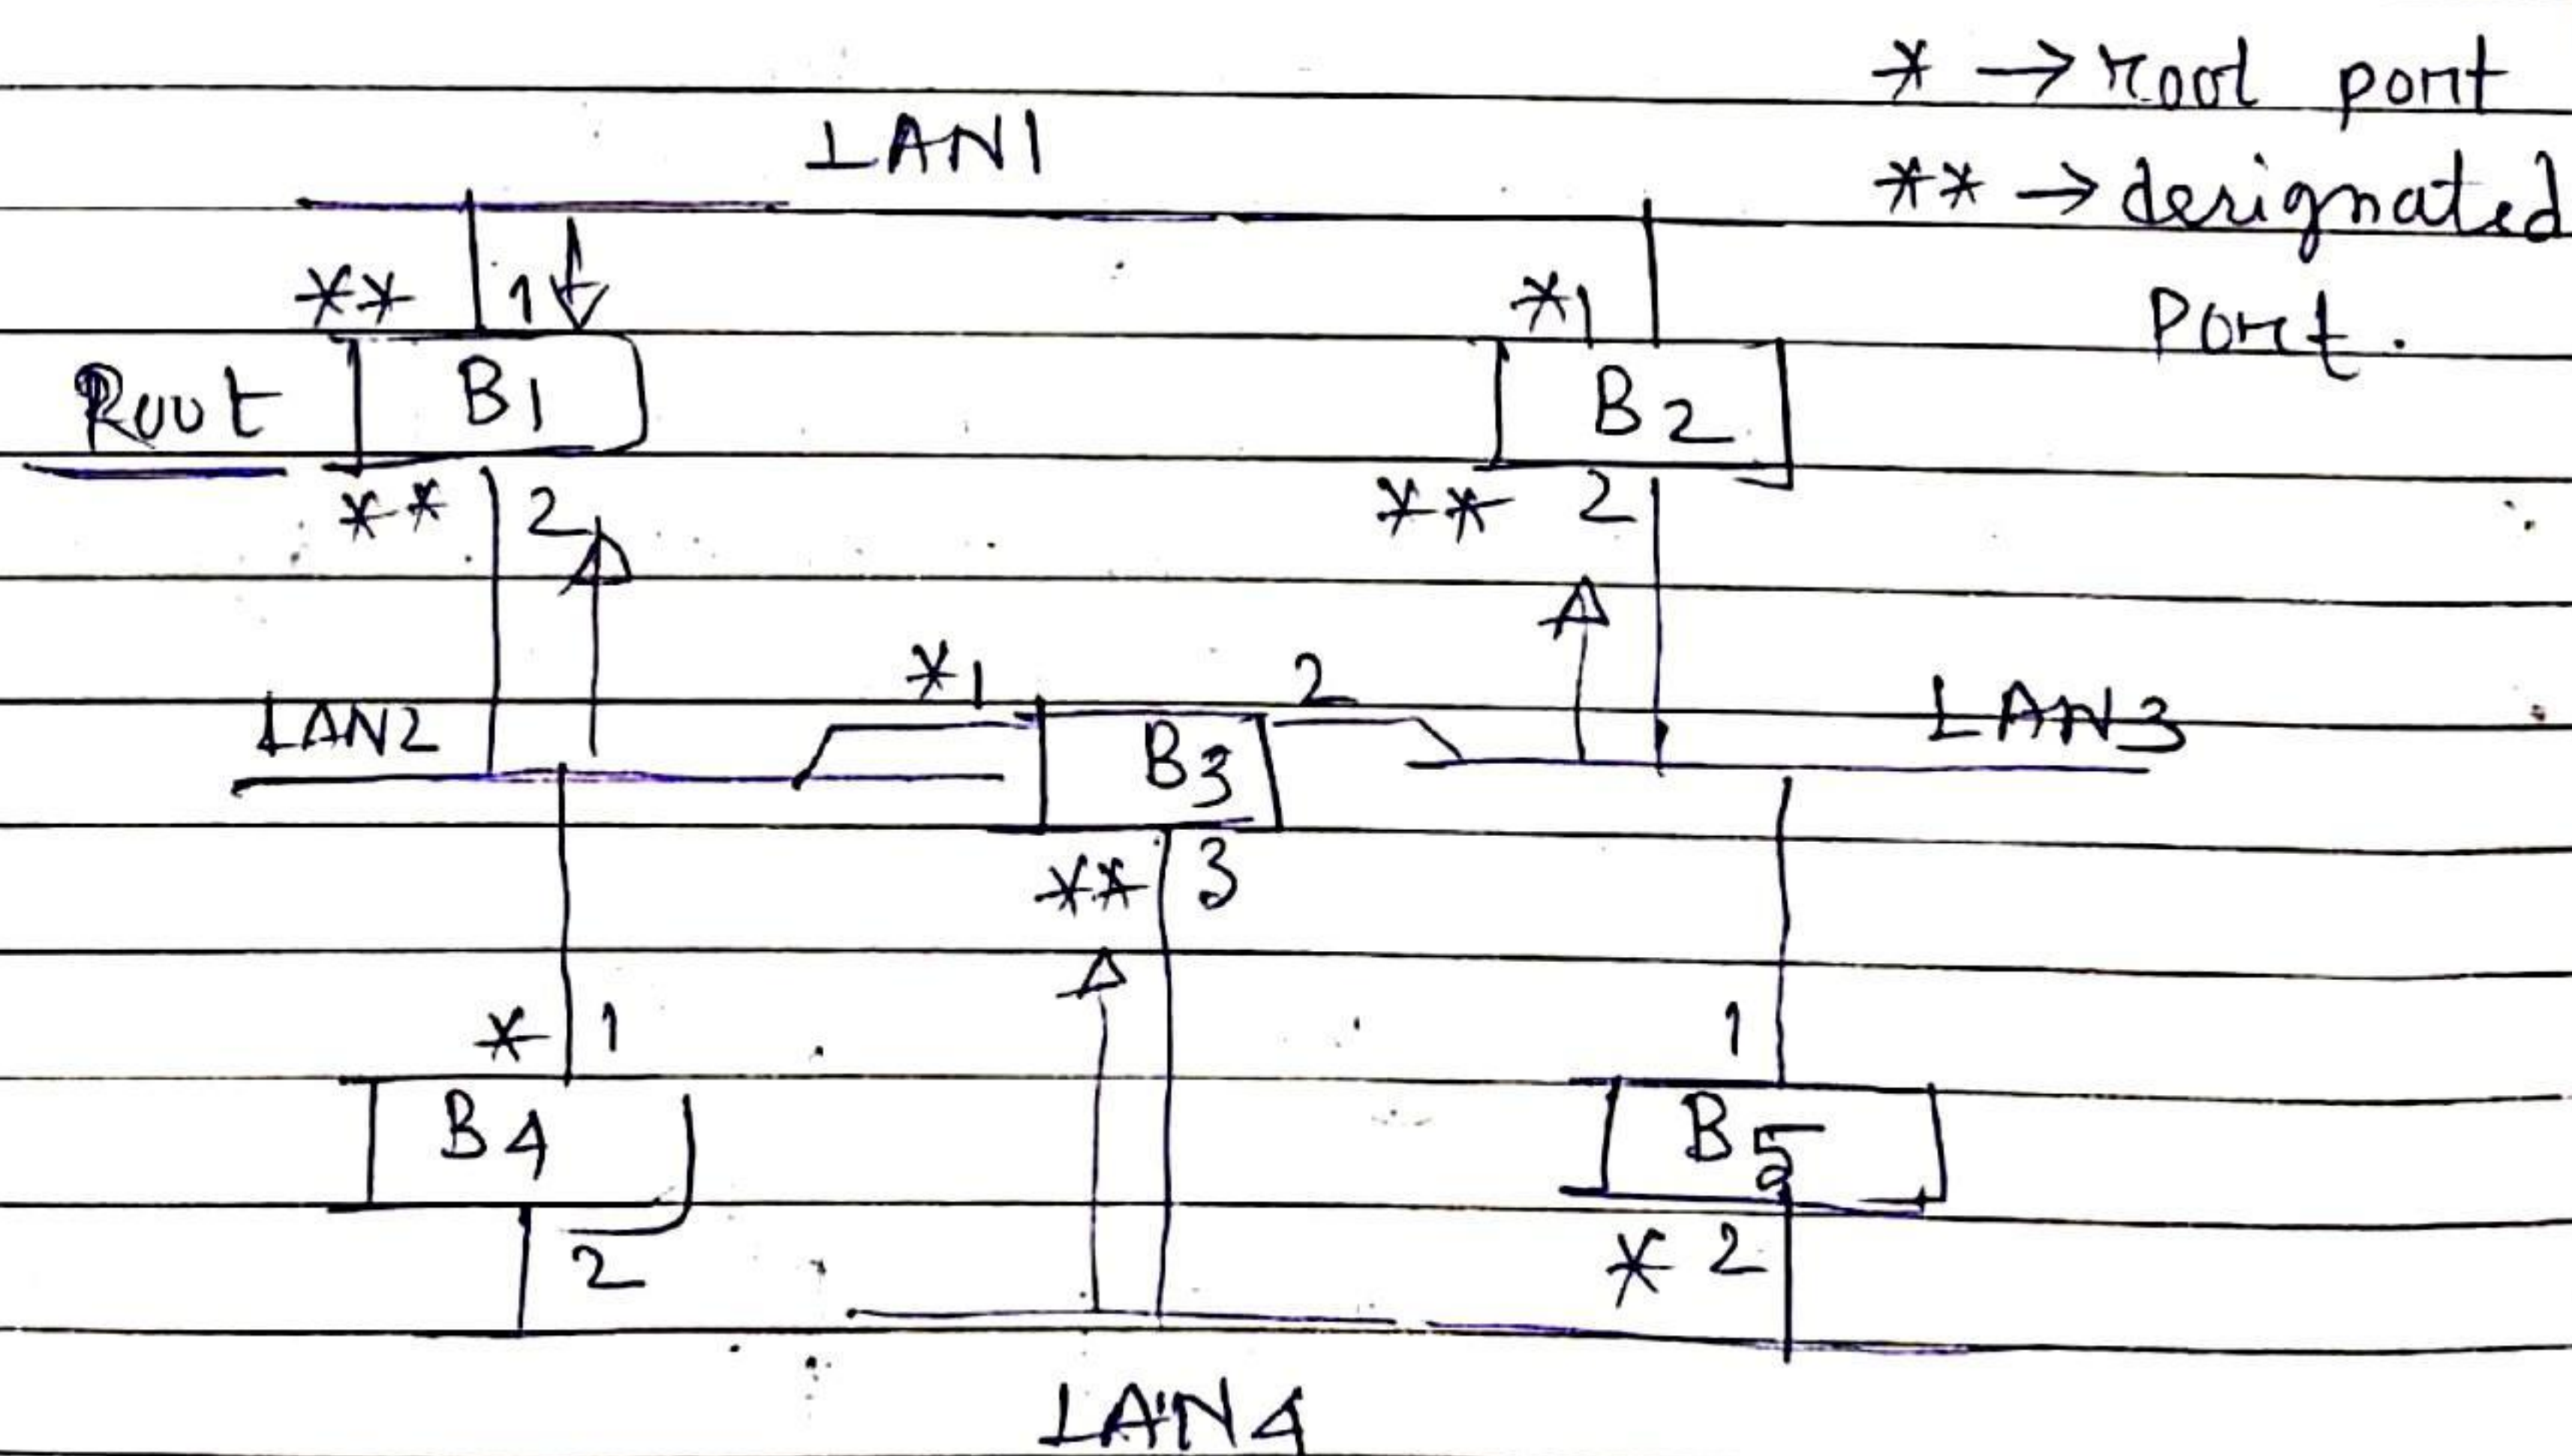 * → root port
LAN1
** → designated
Port.
** 1
*1
Root
B1
B2
** 2
** 2
*1
2
LAN2
LAN3
B3
** 3
* 1
1
B4
B5
2
* 2
LAN4